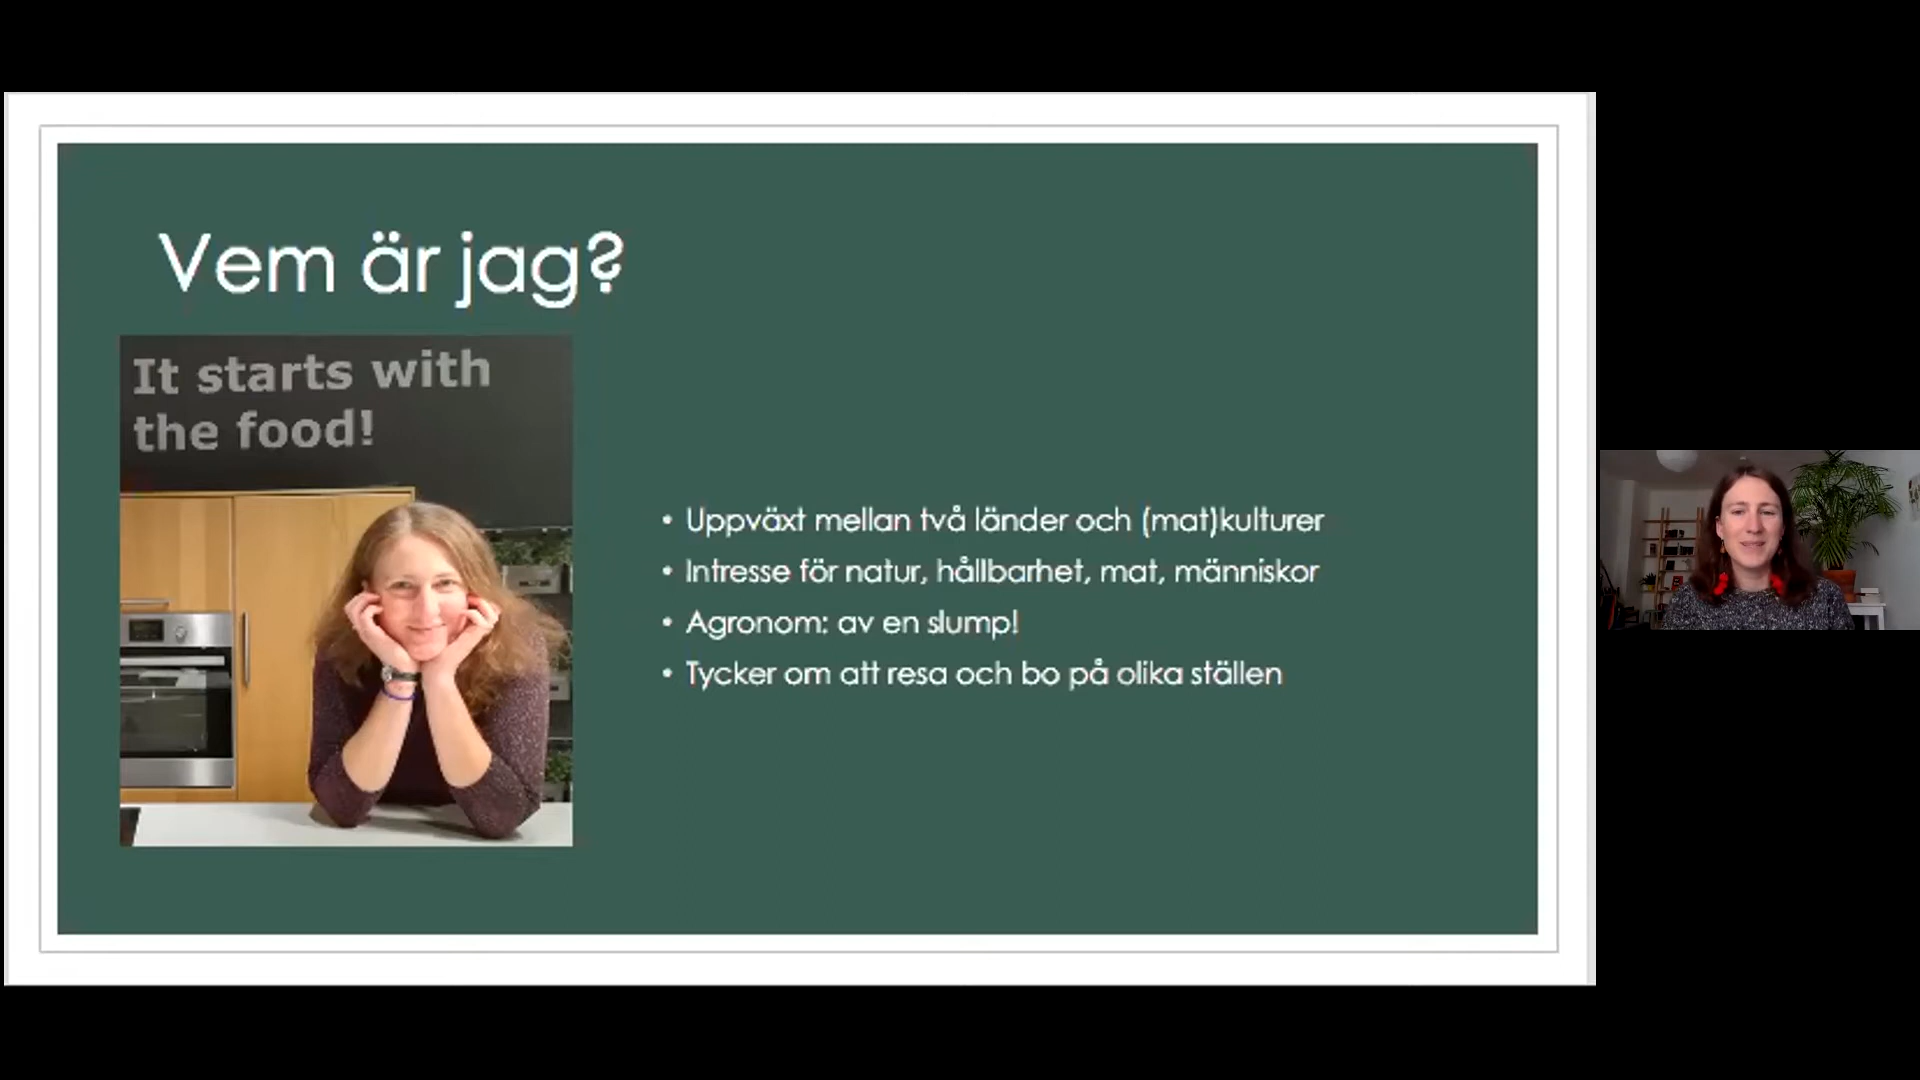 Vem är jag?
It starts with
the food!
• Uppväxt mellan två länder och (mat)kulturer
• Intresse för natur, hållbarhet, mat, människor
• Agronom: av en slump!
• Tycker om att resa och bo på olika ställen